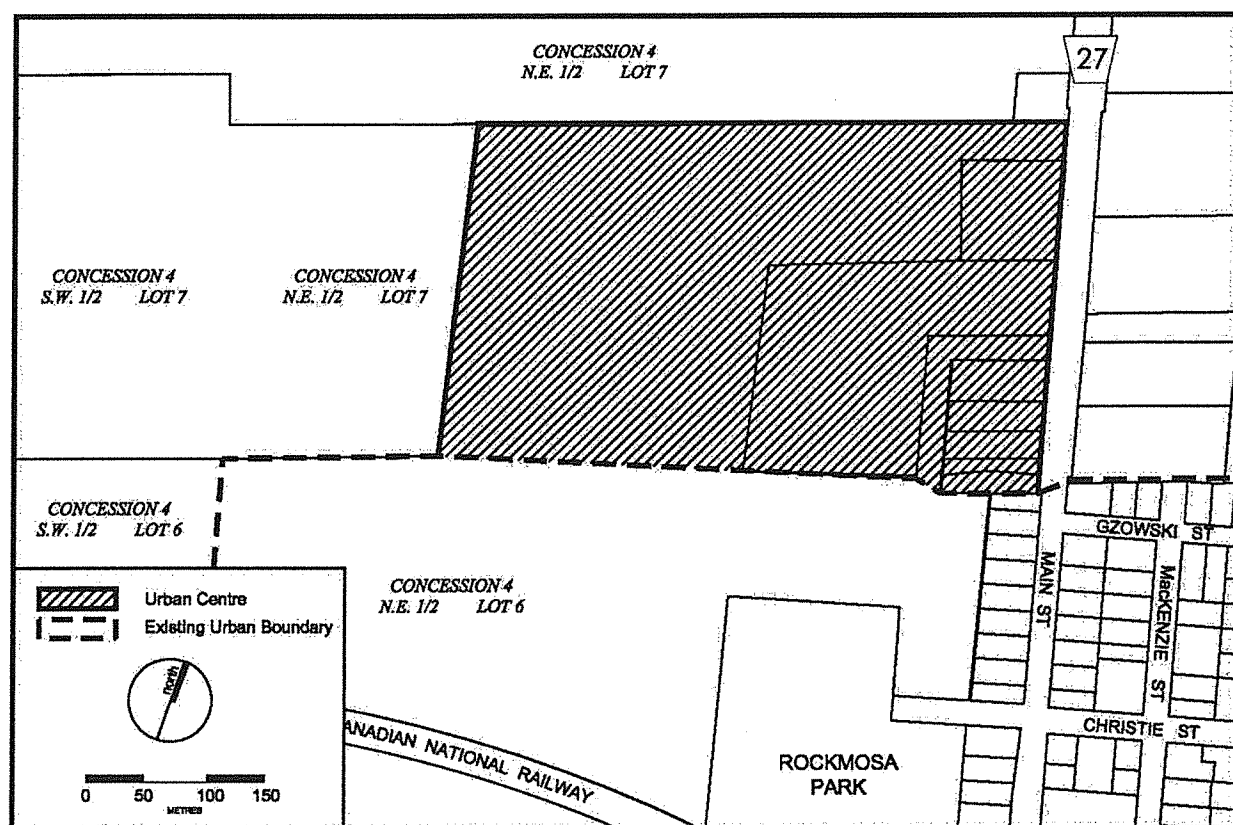 CONCESSION 4
N.E. 1/2 LOT 7
27
CONCESSION 4
S.W. 1/2 LOT 7
CONCESSION 4
N.E. 1/2 LOT 7
CONCESSION 4
S.W. 1/2 LOT 6
GZOWSKI ST
MAIN ST
MacKENZIE ST
CONCESSION 4
N.E. 1/2 LOT 6
Urban Centre
Existing Urban Boundary
north
CHRISTIE ST
ANADIAN NATIONAL RAILWAY
ROCKMOSA
PARK
0 50 100 150
METRES